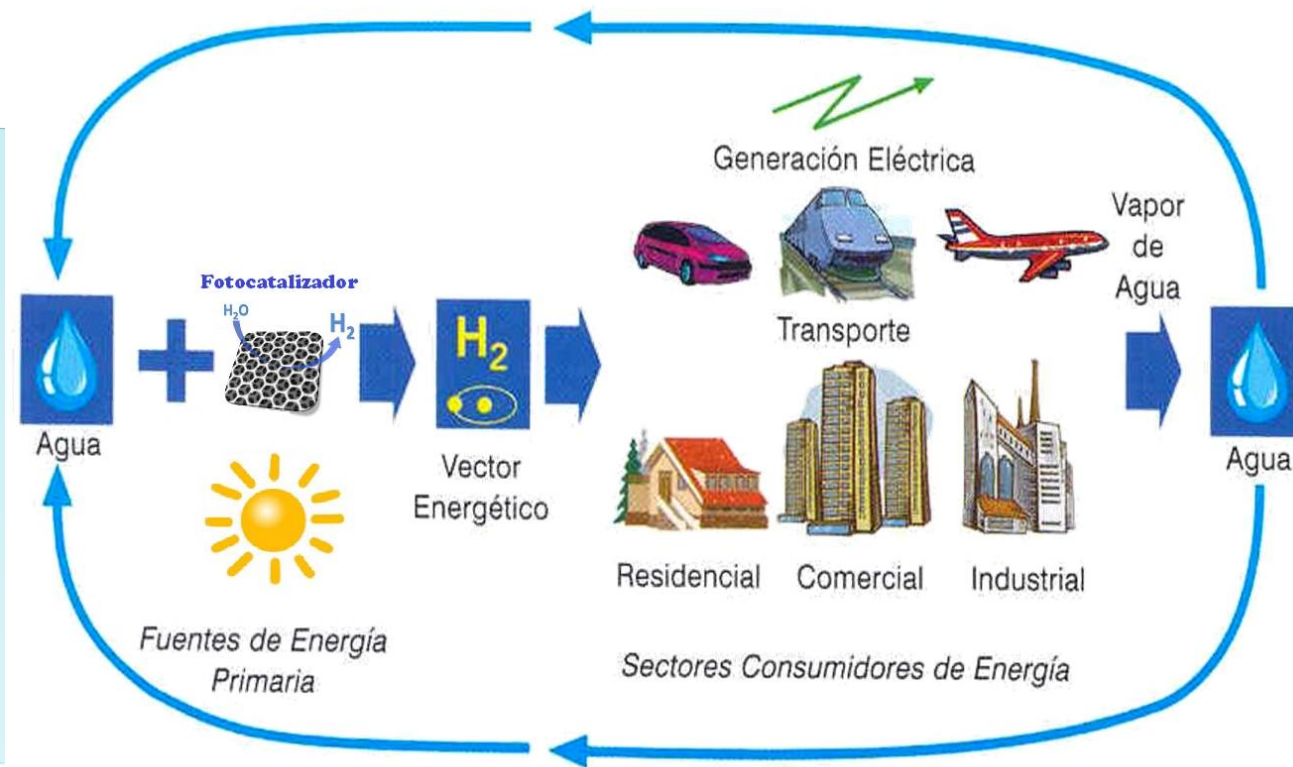 Generación Eléctrica
Vapor
de
Agua
Fotocatalizador
H₂O
H₂
H₂
Transporte
Agua
Vector
Energético
Agua
Residencial
Comercial
Industrial
Fuentes de Energía
Primaria
Sectores Consumidores de Energía